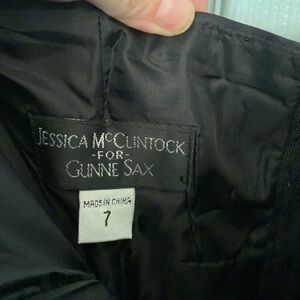 JESSICA McCLINTOCK
-FOR-
GUNNE SAX
MADE IN CHINA
7